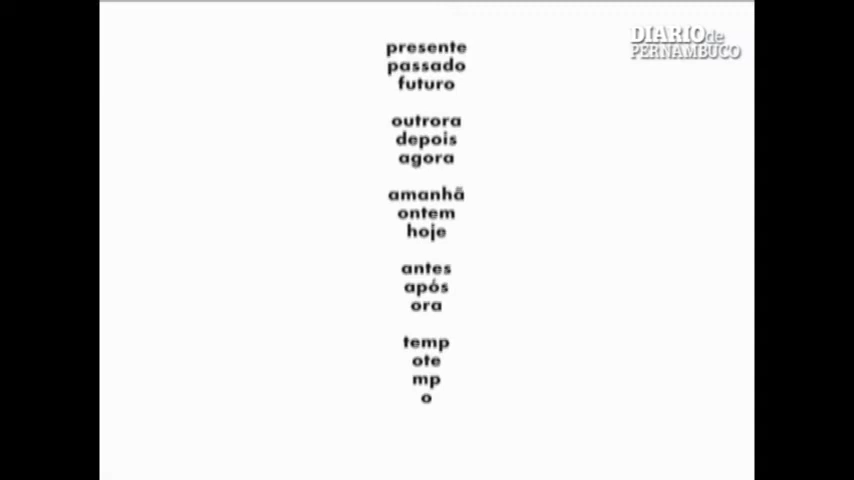 DIARIO de
PERNAMBUCO
presente
passado
futuro
outrora
depois
agora
amanhã
ontem
hoje
antes
após
ora
temp
ote
mp
o